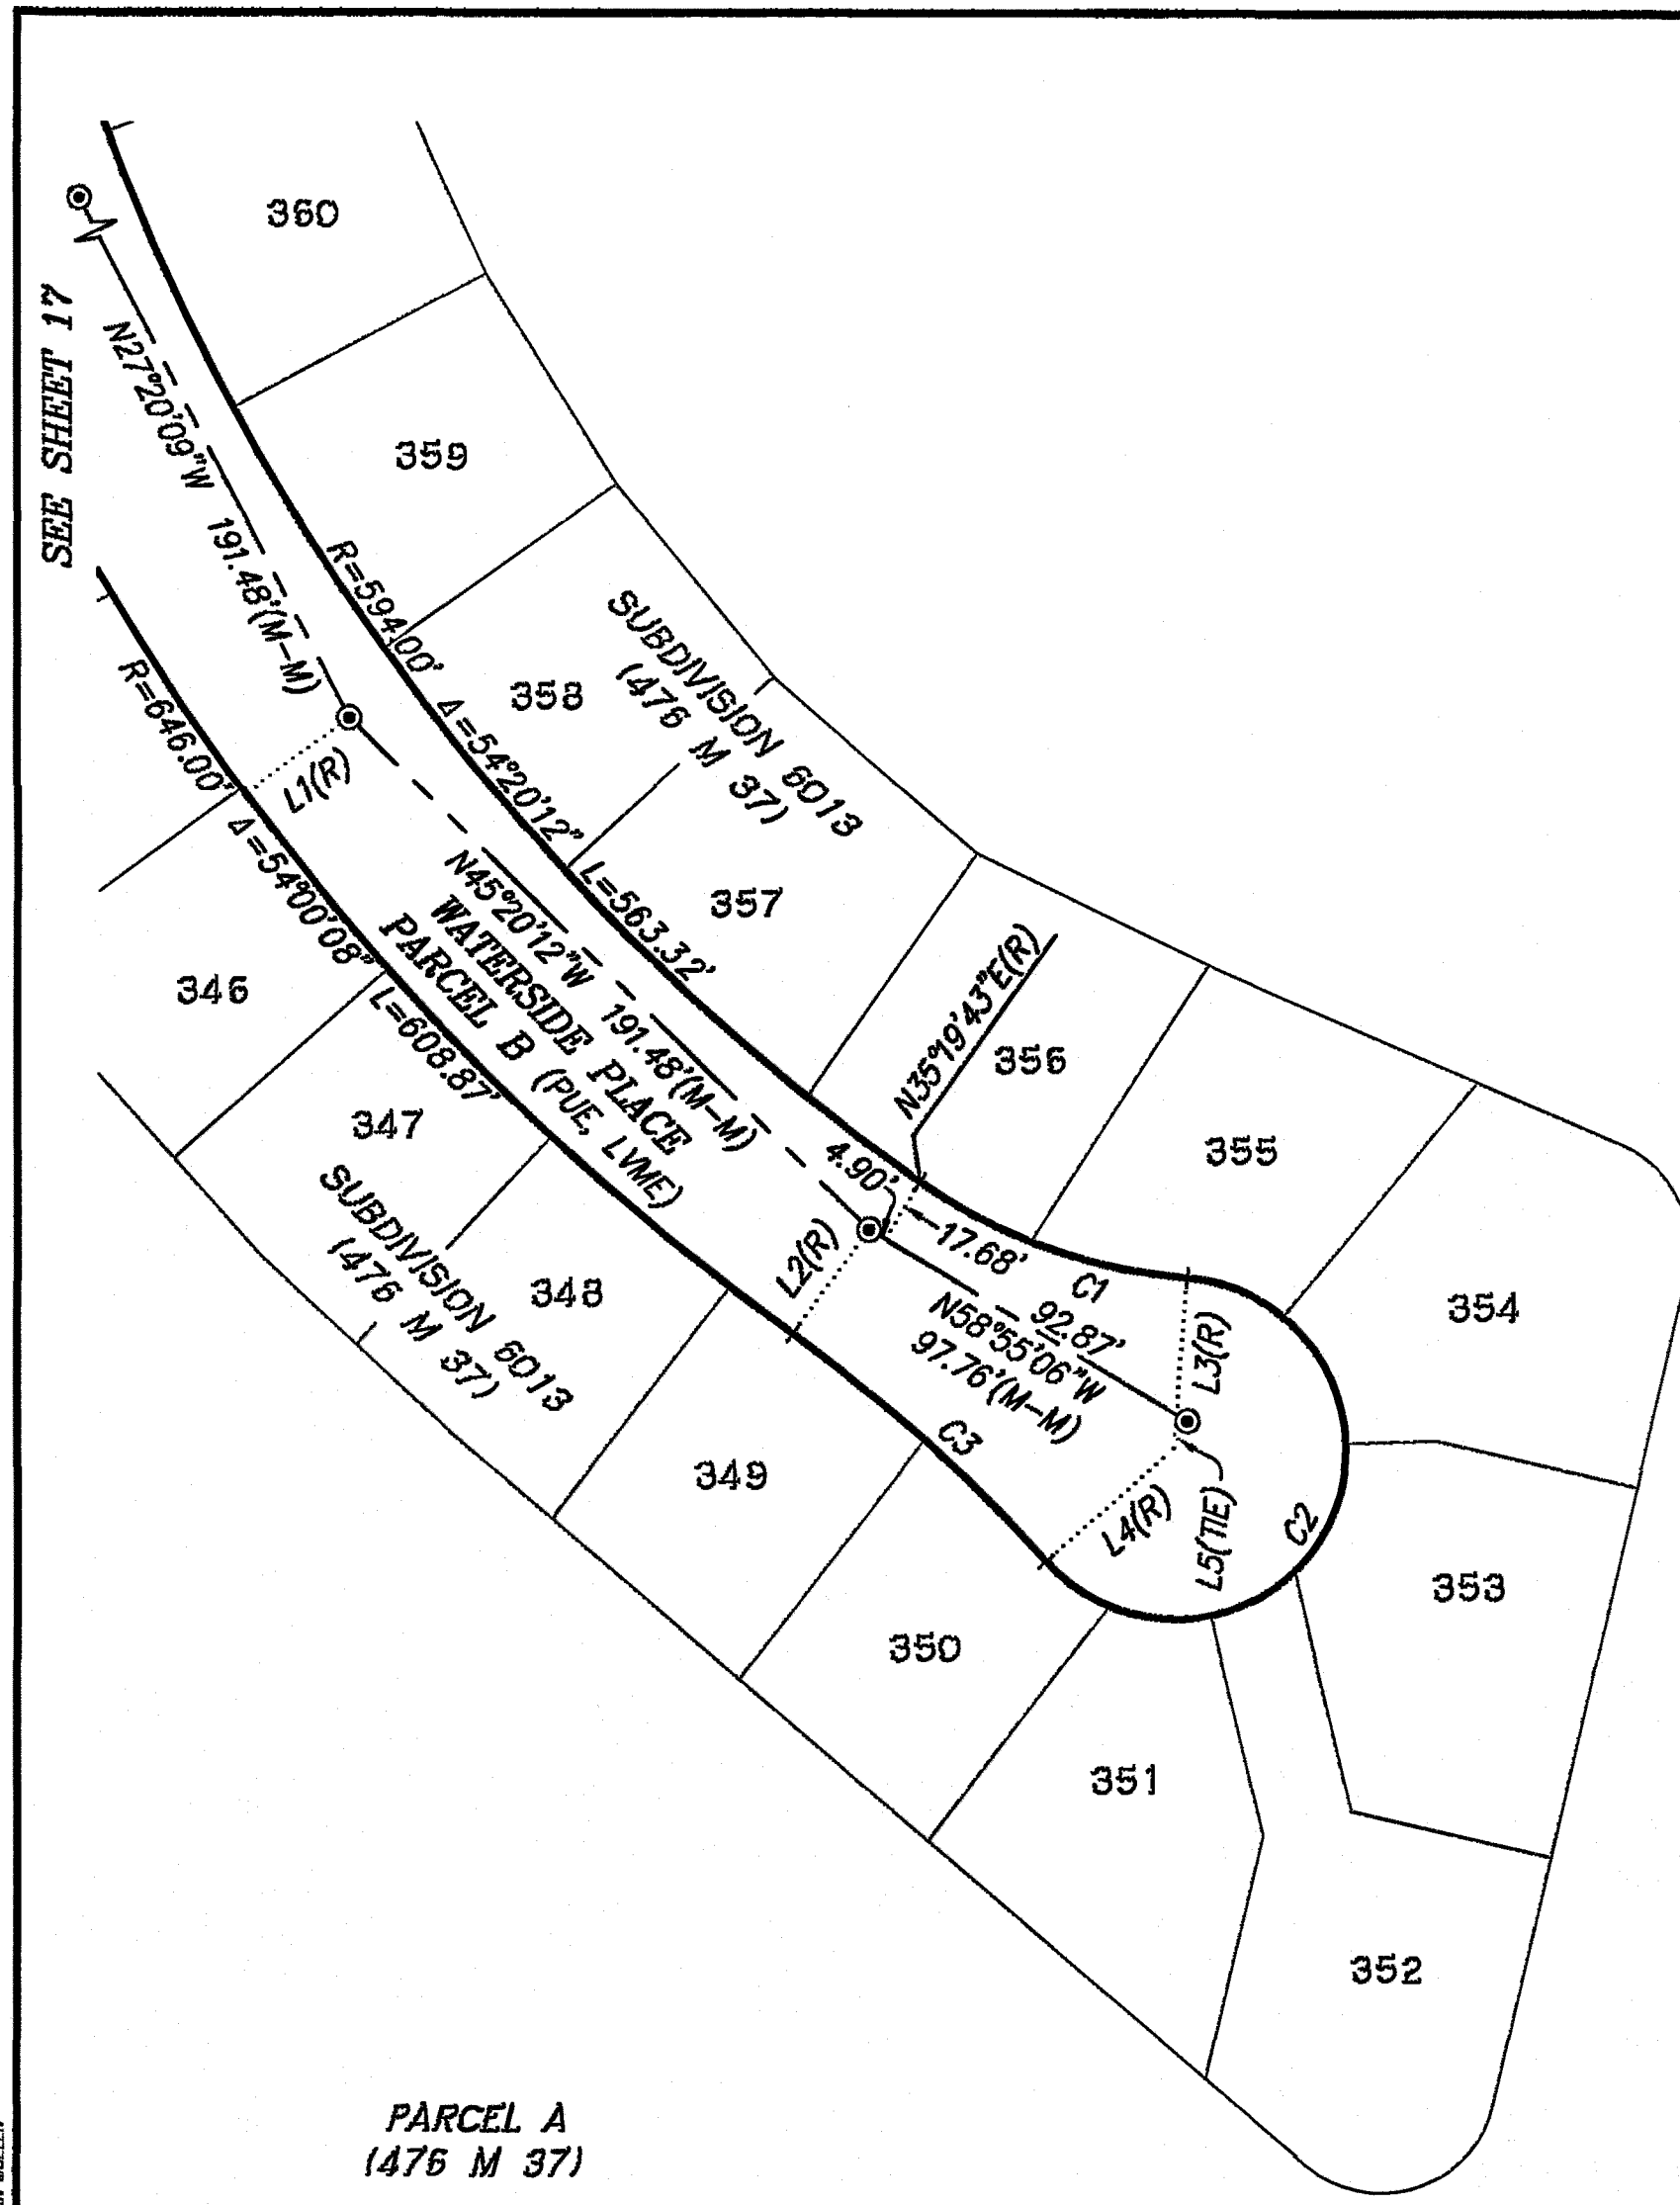 360
SEE SHEET 17
N27°20'09"W 191.48'(M-M)
359
R=594.00' Δ=54°20'12" L=563.32'
SUBDIVISION 6013
(476 M 37)
358
R=646.00' Δ=54°00'08" L=608.87'
L1(R)
357
N45°20'12"W 191.48'(M-M)
WATERSIDE PLACE
PARCEL B (PUE, LVME)
346
N35°19'43"E(R)
356
347
355
SUBDIVISION 6013
(476 M 37)
348
4.90'
17.68'
L2(R)
C1
92.87'
N58°55'06"W
97.76'(M-M)
L3(R)
354
C3
349
L4(R)
L5(TIE)
C2
353
350
351
352
PARCEL A
(476 M 37)